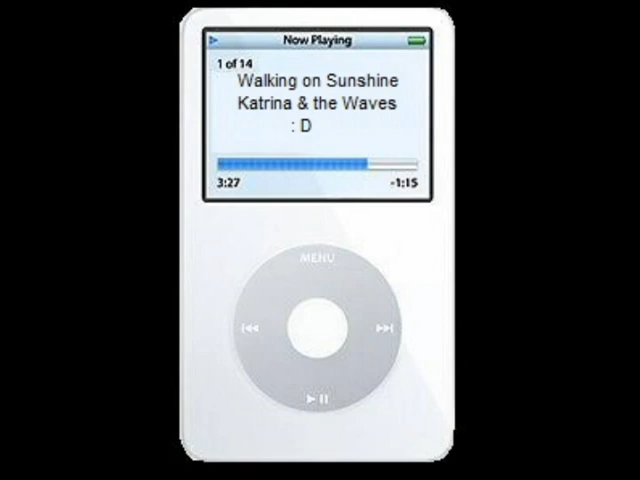 Now Playing
1 of 14
Walking on Sunshine
Katrina & the Waves
: D
3:27 -1:15
MENU